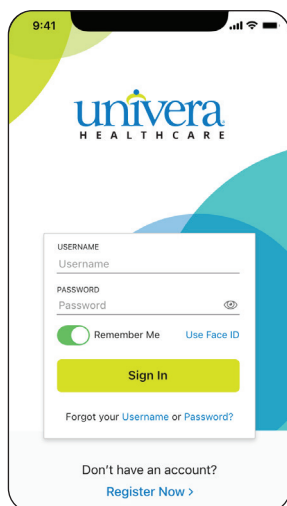 9:41
univera
HEALTHCARE
USERNAME
Username
PASSWORD
Password
Remember Me Use Face ID
Sign In
Forgot your Username or Password?
Don't have an account?
Register Now >